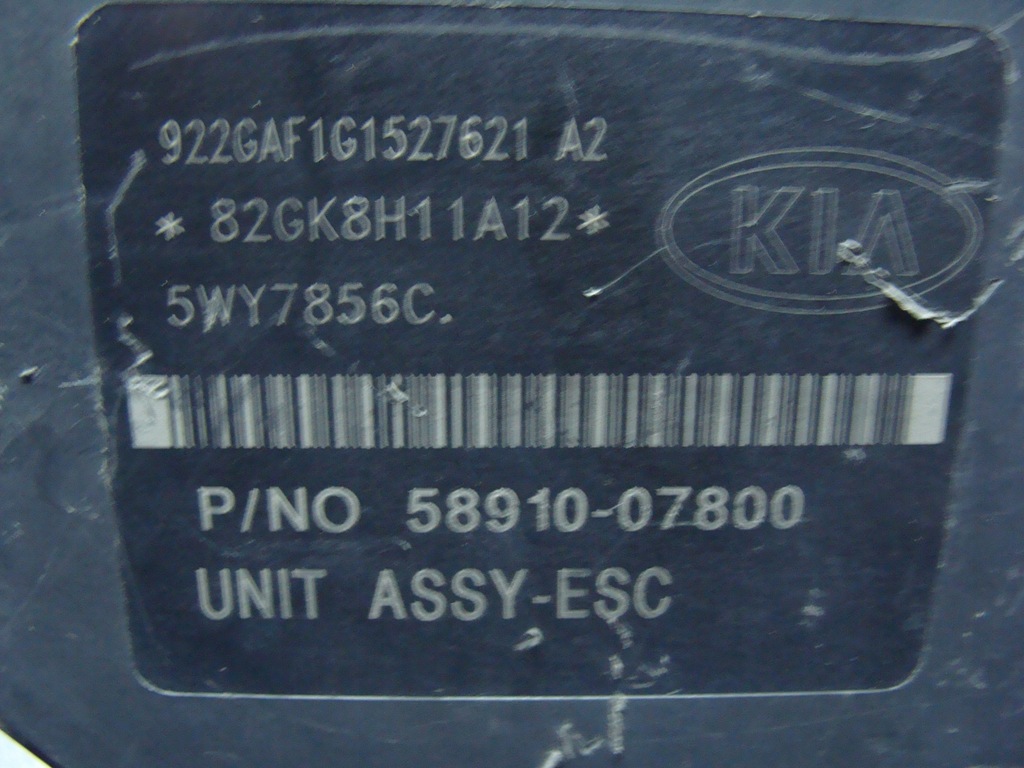 922GAF1G1527621 A2
* 82GK8H11A12*
KIA
5WY7856C.
P/NO 58910-07800
UNIT ASSY-ESC